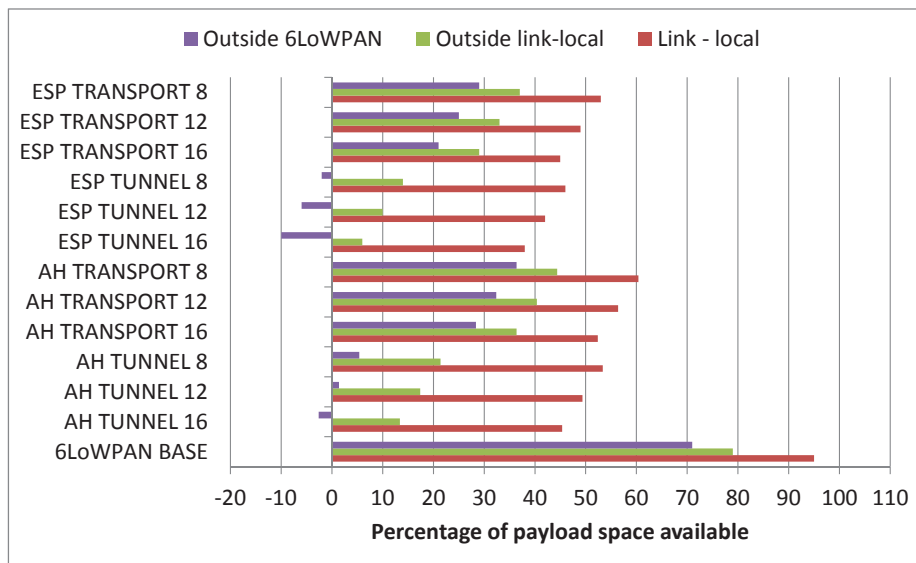 Outside 6LoWPAN Outside link-local Link - local
ESP TRANSPORT 8
ESP TRANSPORT 12
ESP TRANSPORT 16
ESP TUNNEL 8
ESP TUNNEL 12
ESP TUNNEL 16
AH TRANSPORT 8
AH TRANSPORT 12
AH TRANSPORT 16
AH TUNNEL 8
AH TUNNEL 12
AH TUNNEL 16
6LoWPAN BASE
-20 -10 0 10 20 30 40 50 60 70 80 90 100 110
Percentage of payload space available